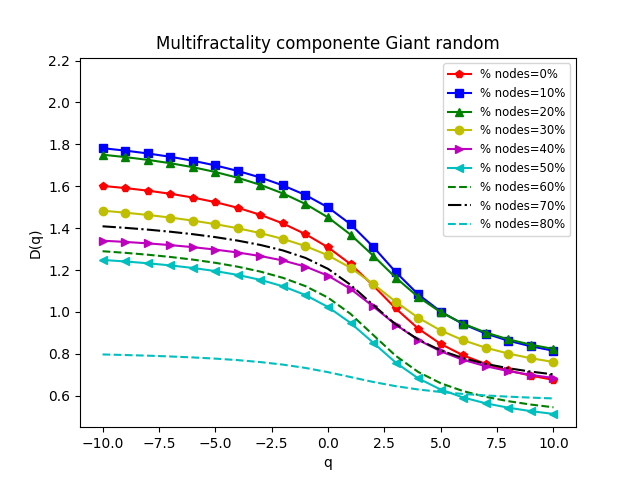 Multifractality componente Giant random
2.2
2.0
1.8
1.6
1.4
1.2
1.0
0.8
0.6
D(q)
% nodes=0%
% nodes=10%
% nodes=20%
% nodes=30%
% nodes=40%
% nodes=50%
% nodes=60%
% nodes=70%
% nodes=80%
−10.0 −7.5 −5.0 −2.5 0.0 2.5 5.0 7.5 10.0
q